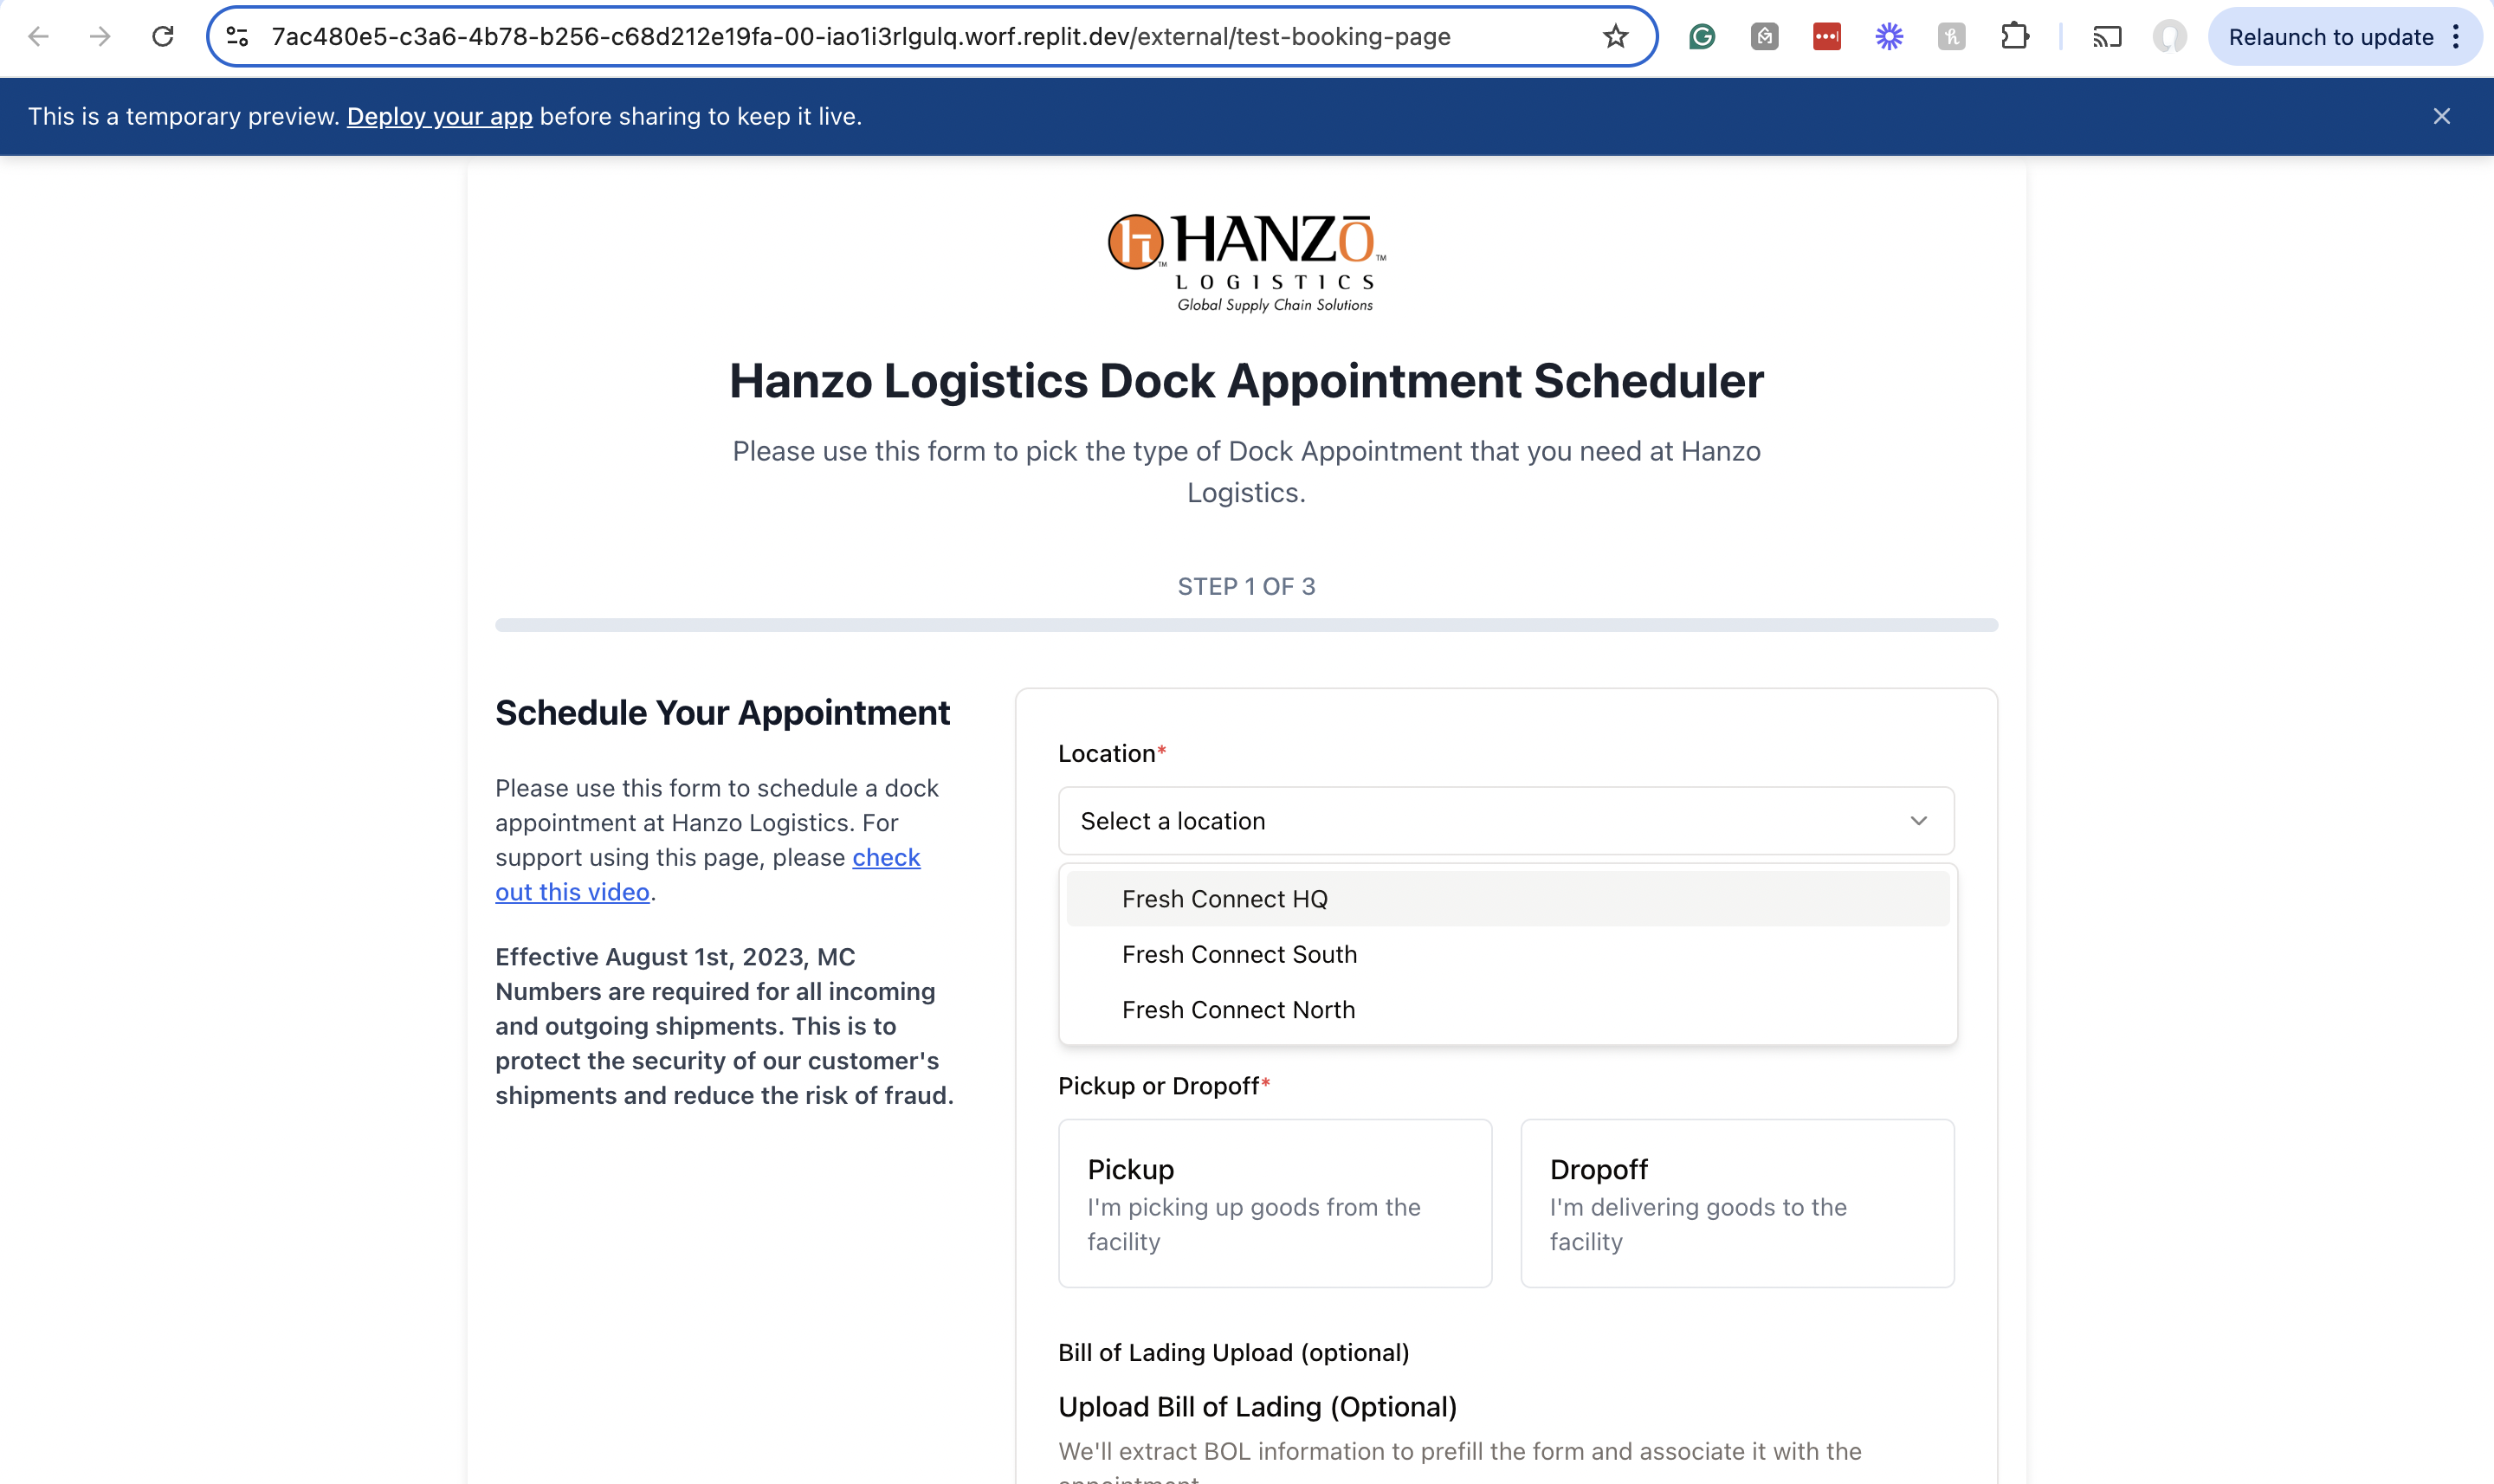 7ac480e5-c3a6-4b78-b256-c68d212e19fa-00-iao1i3rlgulq.worf.replit.dev/external/test-booking-page
Relaunch to update
This is a temporary preview. Deploy your app before sharing to keep it live.
HANZŌ™
LOGISTICS
Global Supply Chain Solutions
Hanzo Logistics Dock Appointment Scheduler
Please use this form to pick the type of Dock Appointment that you need at Hanzo
Logistics.
STEP 1 OF 3
Schedule Your Appointment
Please use this form to schedule a dock
appointment at Hanzo Logistics. For
support using this page, please check
out this video.
Effective August 1st, 2023, MC
Numbers are required for all incoming
and outgoing shipments. This is to
protect the security of our customer's
shipments and reduce the risk of fraud.
Location*
Select a location
Fresh Connect HQ
Fresh Connect South
Fresh Connect North
Pickup or Dropoff*
Pickup
I'm picking up goods from the
facility
Dropoff
I'm delivering goods to the
facility
Bill of Lading Upload (optional)
Upload Bill of Lading (Optional)
We'll extract BOL information to prefill the form and associate it with the